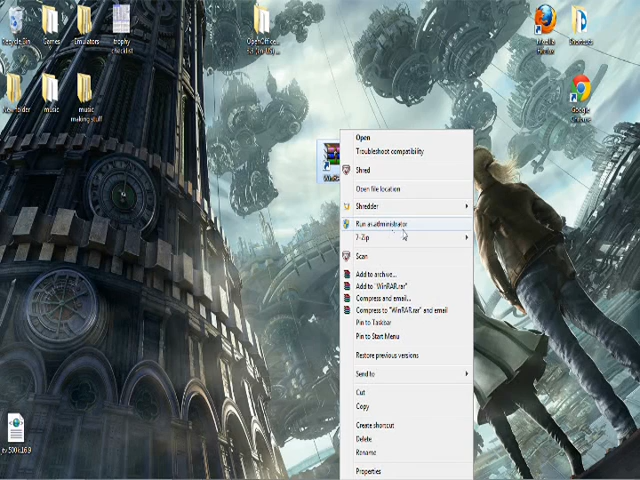 Recycle Bin
Games
Emulators
trophy
checklist
OpenOffice...
Mozilla
Firefox
Shortcuts
music
music
making stuff
Google
Chrome
Open
Troubleshoot compatibility
Shred
Open file location
Shredder
Run as administrator
7-Zip
Scan
Add to archive...
Add to "WinRAR.rar"
Compress and email...
Compress to "WinRAR.rar" and email
Pin to Taskbar
Pin to Start Menu
Restore previous versions
Send to
Cut
Copy
Create shortcut
Delete
Rename
Properties